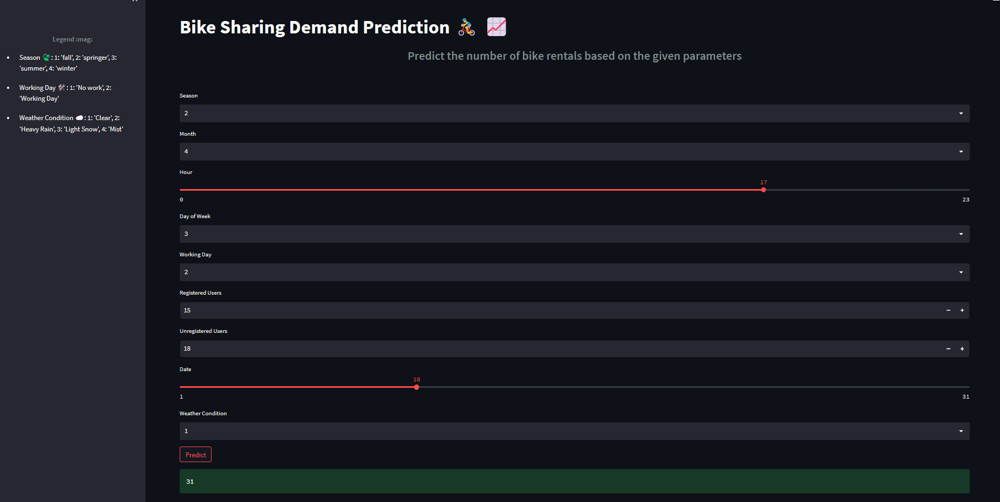 Legend :mag:
Season 🍃 : 1: 'fall', 2: 'springer', 3:
'summer', 4: 'winter'
Working Day 🛠 : 1: 'No work', 2:
'Working Day'
Weather Condition ☁ : 1: 'Clear', 2:
'Heavy Rain', 3: 'Light Snow', 4: 'Mist'
Bike Sharing Demand Prediction 🚴 📈
Predict the number of bike rentals based on the given parameters
Season
2
Month
4
Hour
17
0 23
Day of Week
3
Working Day
2
Registered Users
15
Unregistered Users
18
Date
10
1 31
Weather Condition
1
Predict
31